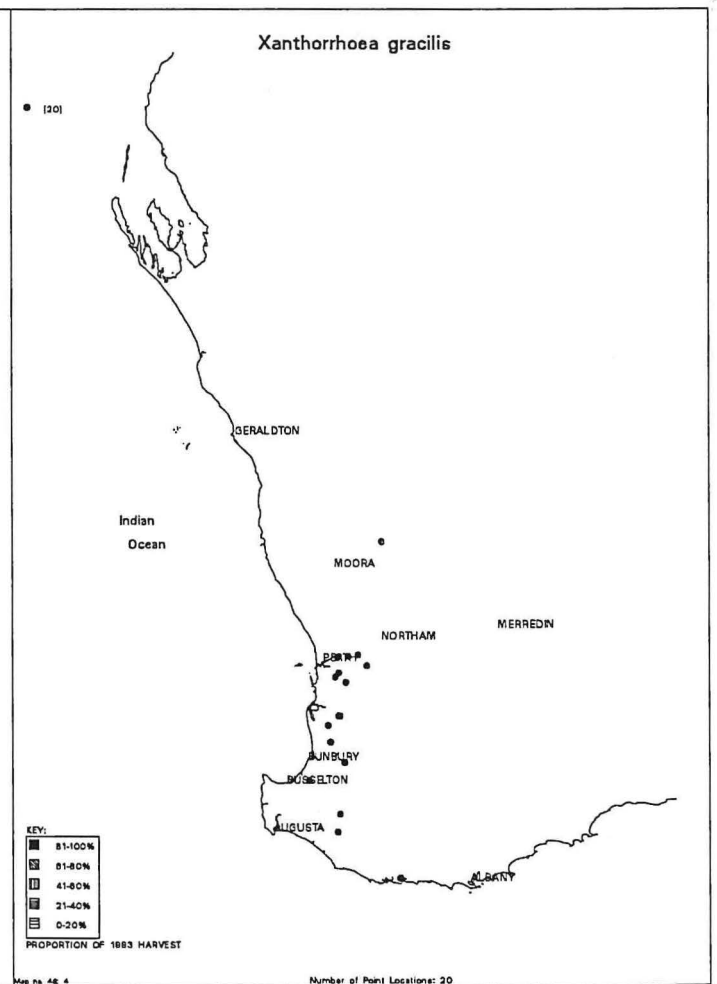 Xanthorrhoea gracilis
[20]
GERALDTON
Indian
Ocean
MOORA
MERREDIN
NORTHAM
PERTH
BUNBURY
BUSSELTON
AUGUSTA
ALBANY
KEY:
81-100%
61-80%
41-60%
21-40%
0-20%
PROPORTION OF 1993 HARVEST
Number of Point Locations: 20